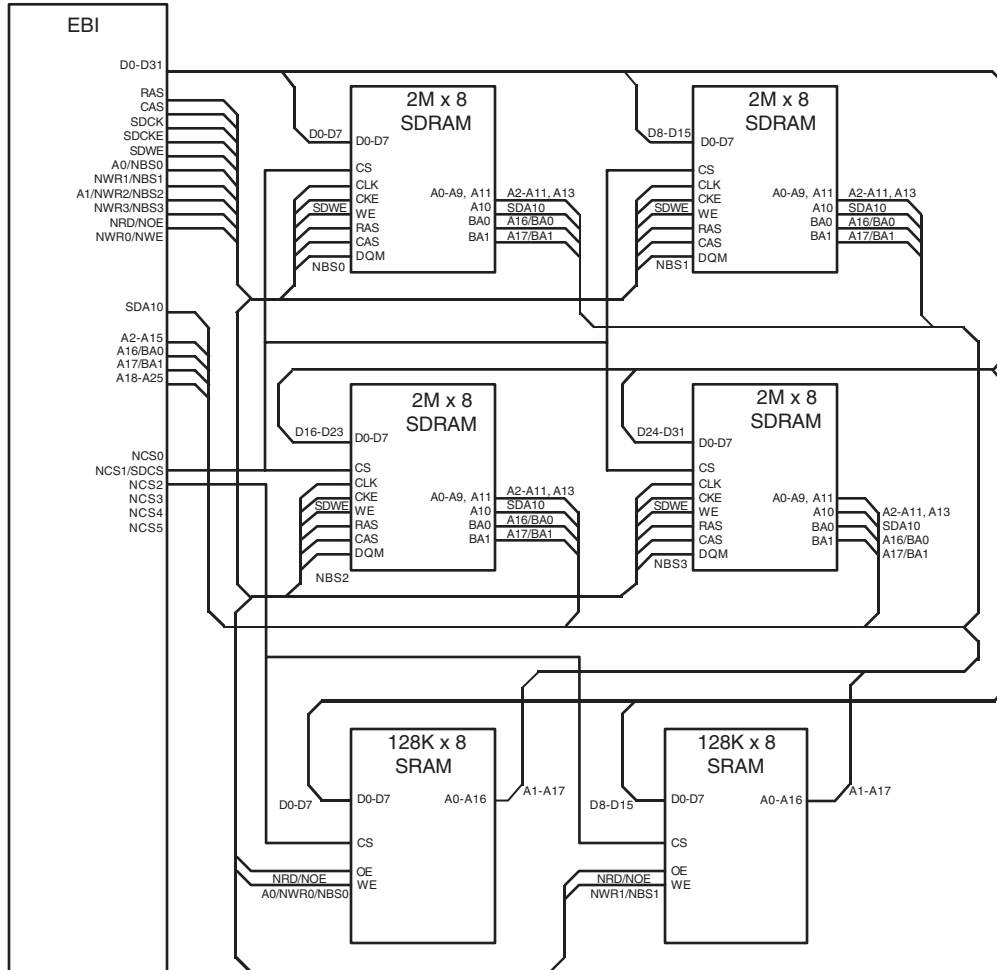 EBI
D0-D31
RAS
CAS
SDCK
SDCKE
SDWE
A0/NBS0
NWR1/NBS1
A1/NWR2/NBS2
NWR3/NBS3
NRD/NOE
NWR0/NWE
SDA10
A2-A15
A16/BA0
A17/BA1
A18-A25
NCS0
NCS1/SDCS
NCS2
NCS3
NCS4
NCS5
2M x 8
SDRAM
D0-D7
D0-D7
CS
CLK
CKE
SDWE
WE
RAS
CAS
DQM
NBS0
A0-A9, A11
A2-A11, A13
A10
SDA10
BA0
A16/BA0
BA1
A17/BA1
2M x 8
SDRAM
D8-D15
D0-D7
CS
CLK
CKE
SDWE
WE
RAS
CAS
DQM
NBS1
A0-A9, A11
A2-A11, A13
A10
SDA10
BA0
A16/BA0
BA1
A17/BA1
2M x 8
SDRAM
D16-D23
D0-D7
CS
CLK
CKE
SDWE
WE
RAS
CAS
DQM
NBS2
A0-A9, A11
A2-A11, A13
A10
SDA10
BA0
A16/BA0
BA1
A17/BA1
2M x 8
SDRAM
D24-D31
D0-D7
CS
CLK
CKE
SDWE
WE
RAS
CAS
DQM
NBS3
A0-A9, A11
A2-A11, A13
A10
SDA10
BA0
A16/BA0
BA1
A17/BA1
128K x 8
SRAM
D0-D7
D0-D7
A0-A16
A1-A17
CS
OE
NRD/NOE
WE
A0/NWR0/NBS0
128K x 8
SRAM
D8-D15
D0-D7
A0-A16
A1-A17
CS
OE
NRD/NOE
WE
NWR1/NBS1